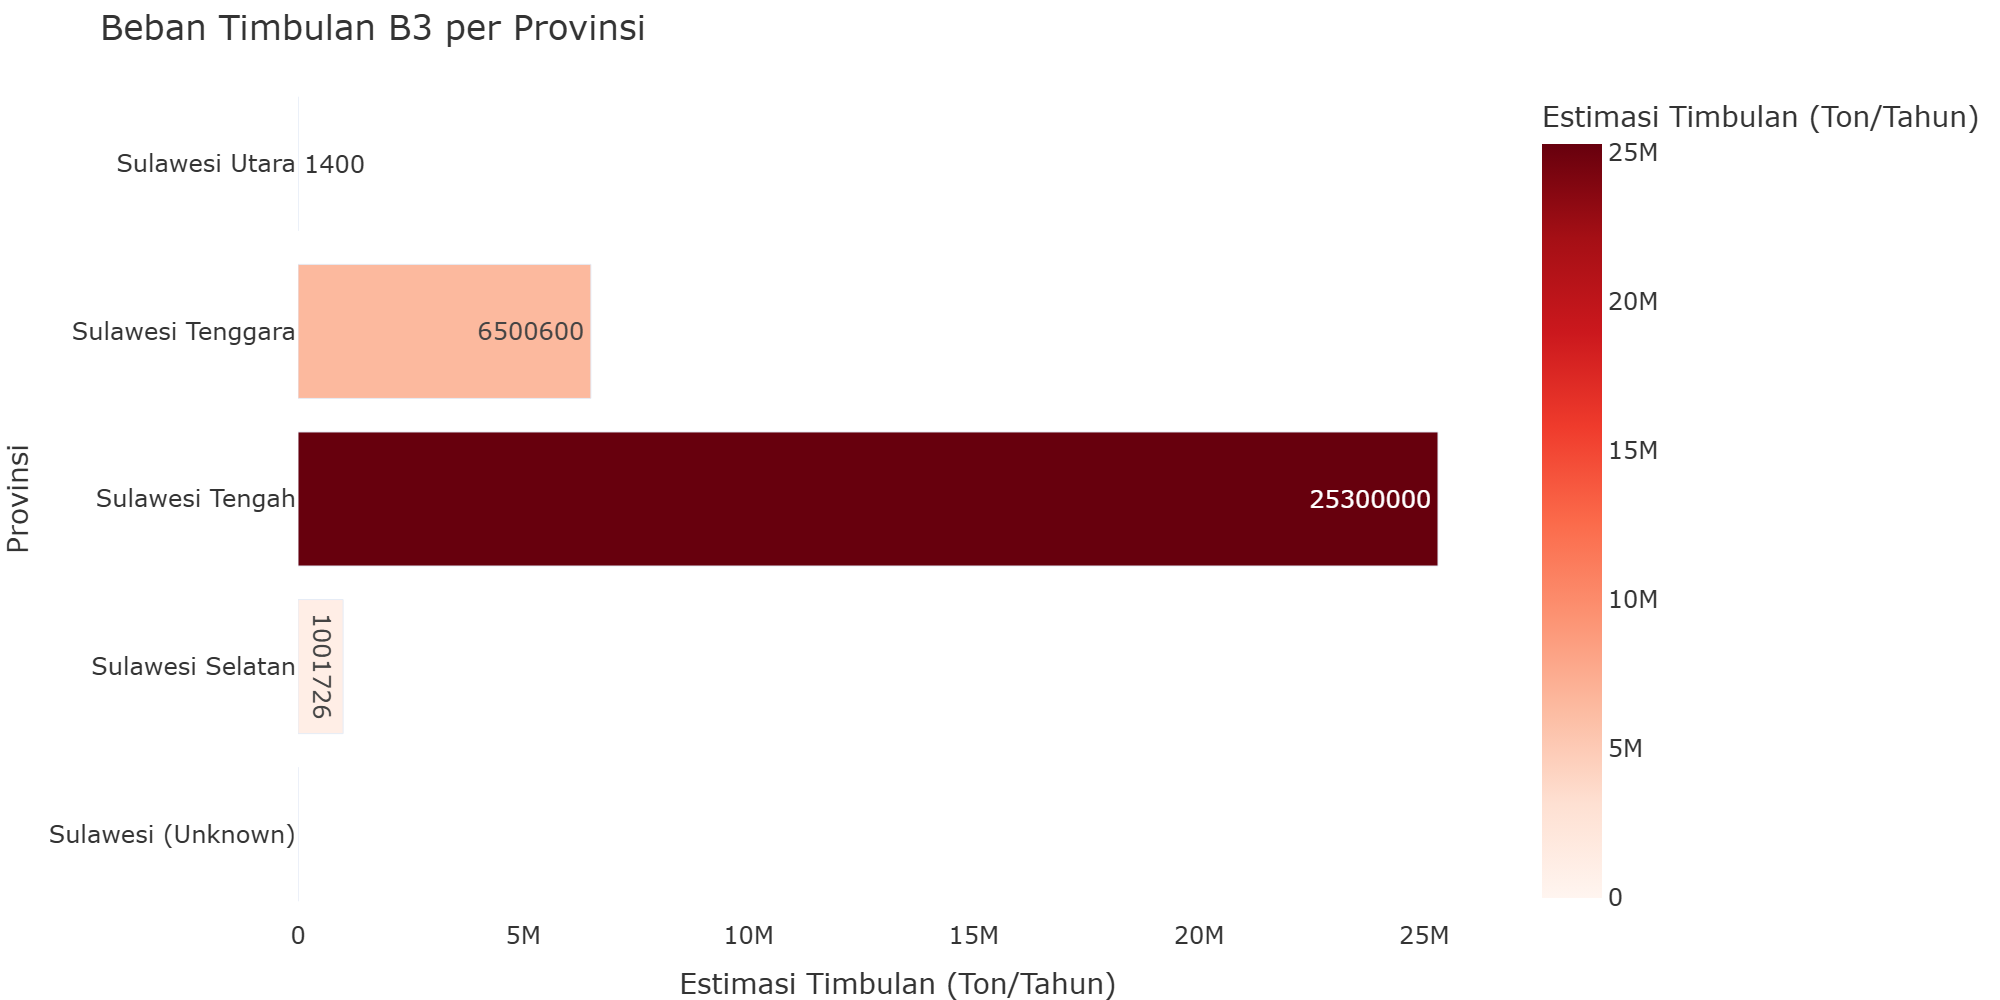 Beban Timbulan B3 per Provinsi
Provinsi
Sulawesi Utara
1400
Sulawesi Tenggara
6500600
Sulawesi Tengah
25300000
Sulawesi Selatan
1001726
Sulawesi (Unknown)
0
5M
10M
15M
20M
25M
Estimasi Timbulan (Ton/Tahun)
Estimasi Timbulan (Ton/Tahun)
25M
20M
15M
10M
5M
0